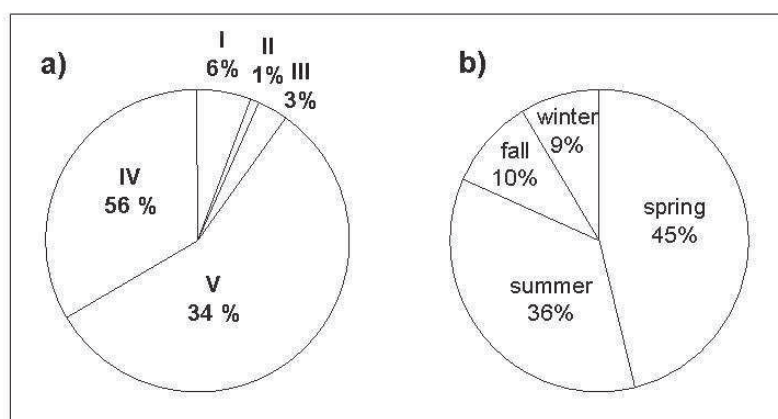 a)
I
6%
II
1%
III
3%
IV
56 %
V
34 %
b)
winter
9%
fall
10%
spring
45%
summer
36%